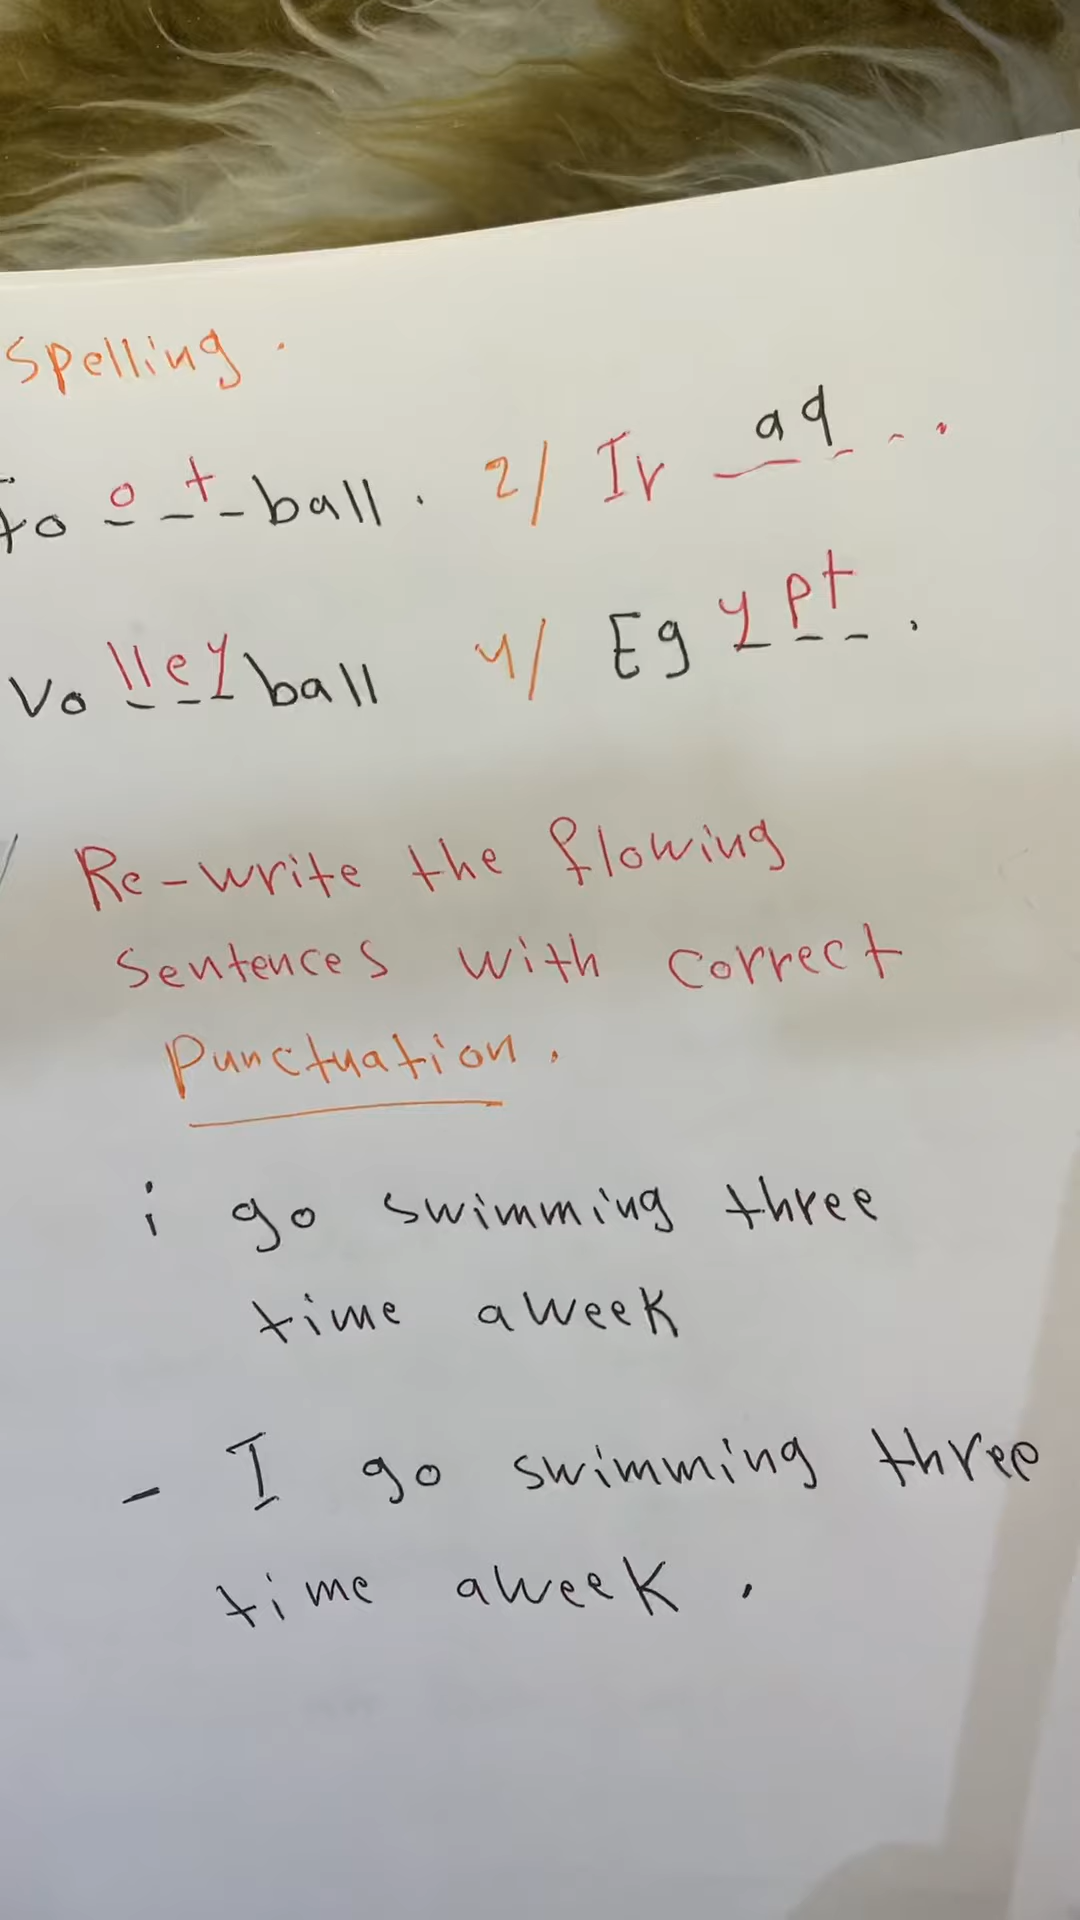 Spelling.
fo o t ball. 2/ Ir aq ...
Vo lley ball 4/ Eg ypt.
/ Re-write the flowing
sentences with correct
Punctuation.
i go swimming three
time aweek
- I go swimming three
time aweek.